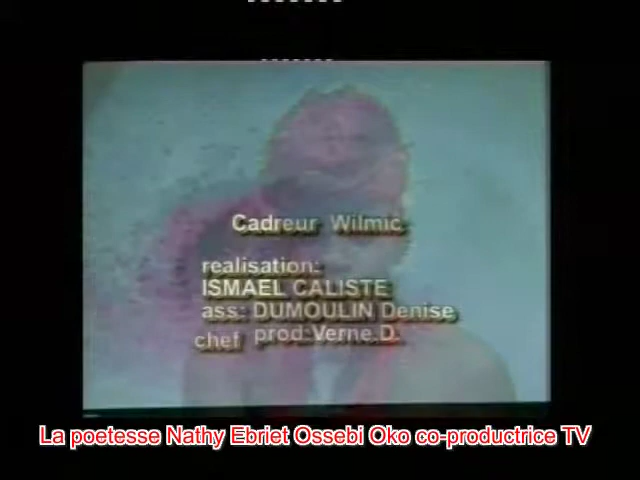 Cadreur Wilmic
realisation:
ISMAEL CALISTE
ass: DUMOULIN Denise
chef prod:Verne.D.
La poetesse Nathy Ebriet Ossebi Oko co-productrice TV